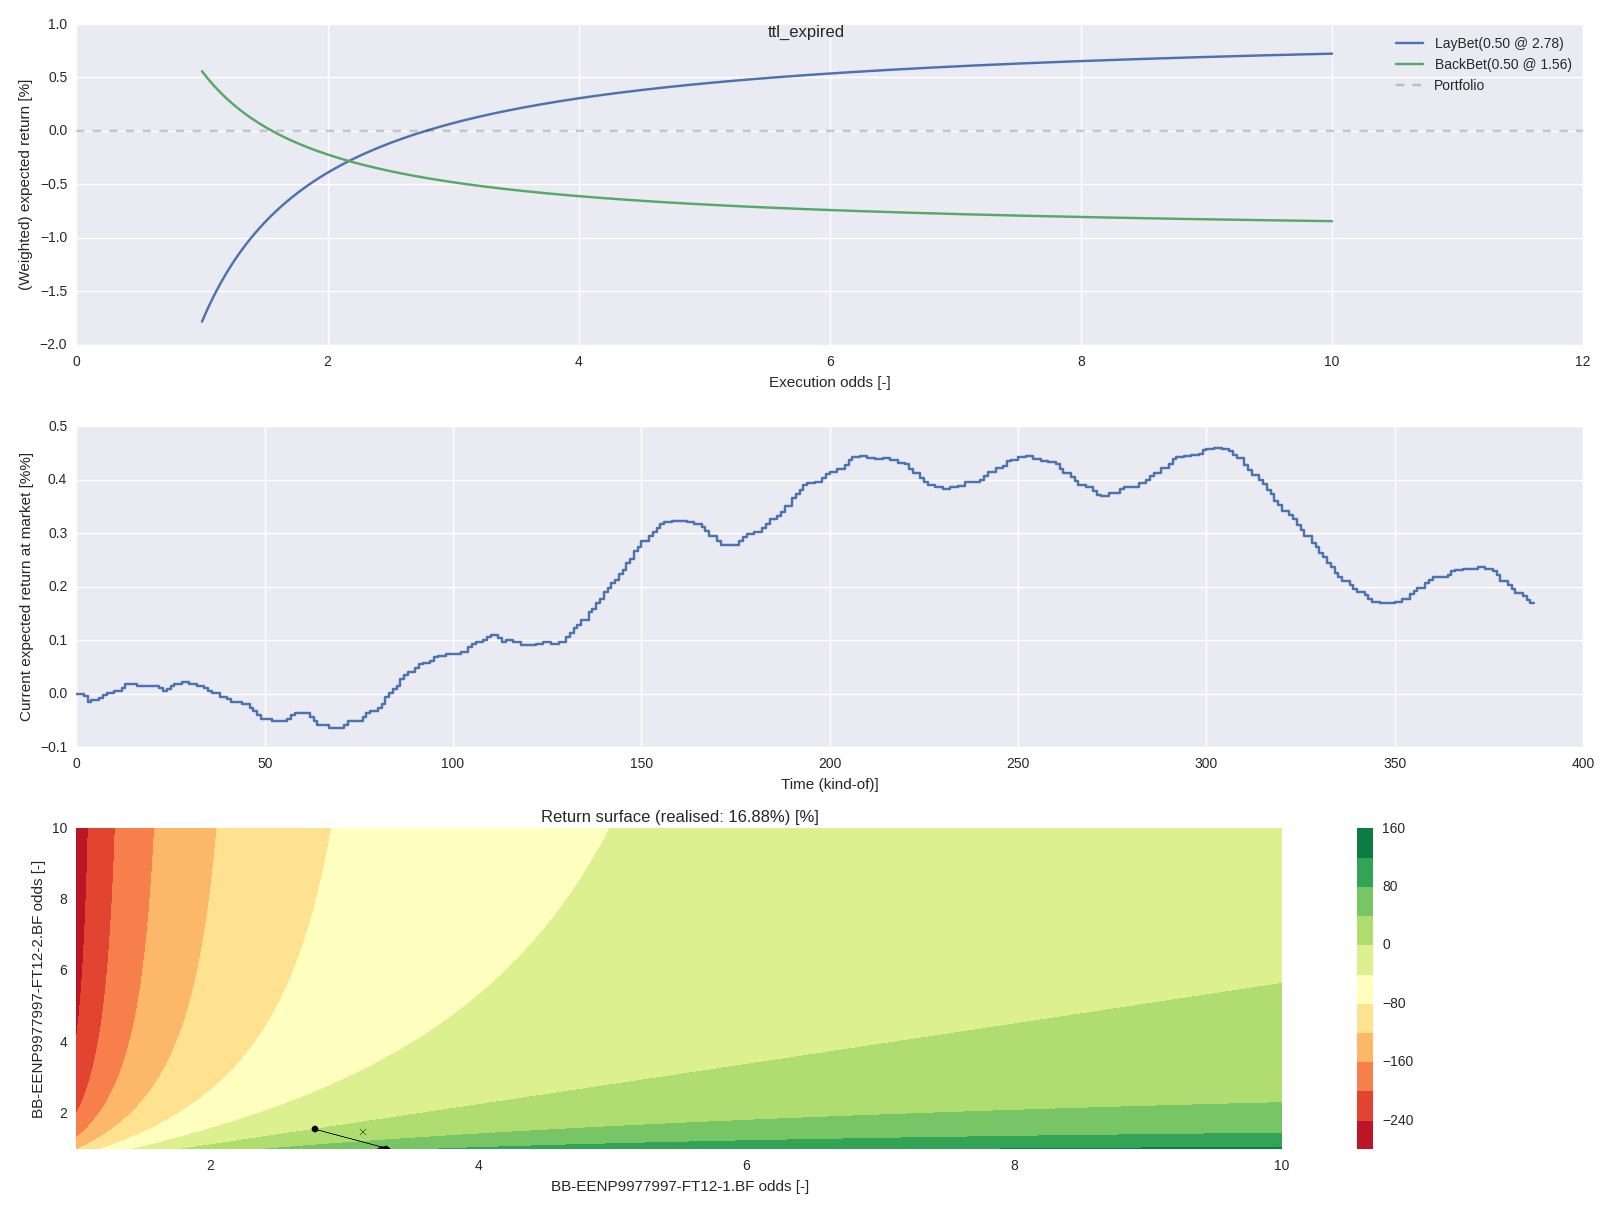 ttl_expired
LayBet(0.50 @ 2.78)
BackBet(0.50 @ 1.56)
Portfolio
(Weighted) expected return [%]
1.0
0.5
0.0
−0.5
−1.0
−1.5
−2.0
0 2 4 6 8 10 12
Execution odds [-]
Current expected return at market [%%]
0.5
0.4
0.3
0.2
0.1
0.0
−0.1
0 50 100 150 200 250 300 350 400
Time (kind-of)]
Return surface (realised: 16.88%) [%]
BB-EENP9977997-FT12-2.BF odds [-]
10
8
6
4
2
2 4 6 8 10
BB-EENP9977997-FT12-1.BF odds [-]
160
80
0
−80
−160
−240